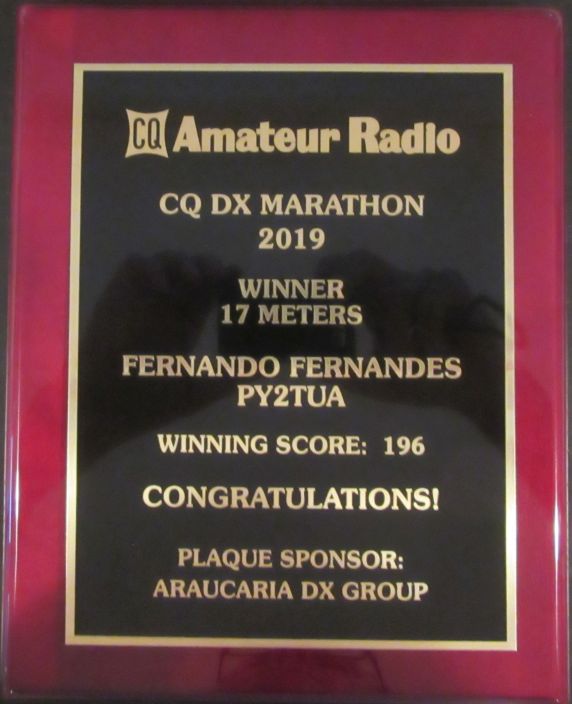 CQ Amateur Radio
CQ DX MARATHON
2019
WINNER
17 METERS
FERNANDO FERNANDES
PY2TUA
WINNING SCORE: 196
CONGRATULATIONS!
PLAQUE SPONSOR:
ARAUCARIA DX GROUP